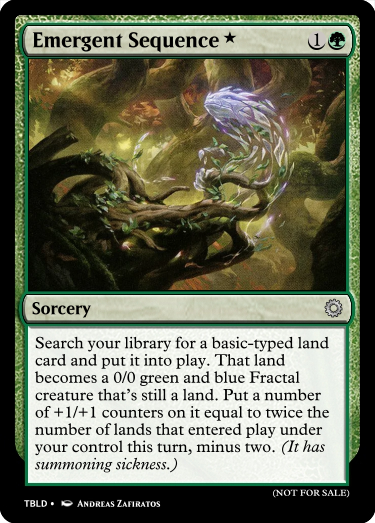 Emergent Sequence ★ 1
Sorcery
Search your library for a basic-typed land
card and put it into play. That land
becomes a 0/0 green and blue Fractal
creature that's still a land. Put a number
of +1/+1 counters on it equal to twice the
number of lands that entered play under
your control this turn, minus two. (It has
summoning sickness.)
(NOT FOR SALE)
TBLD • Andreas Zafiratos